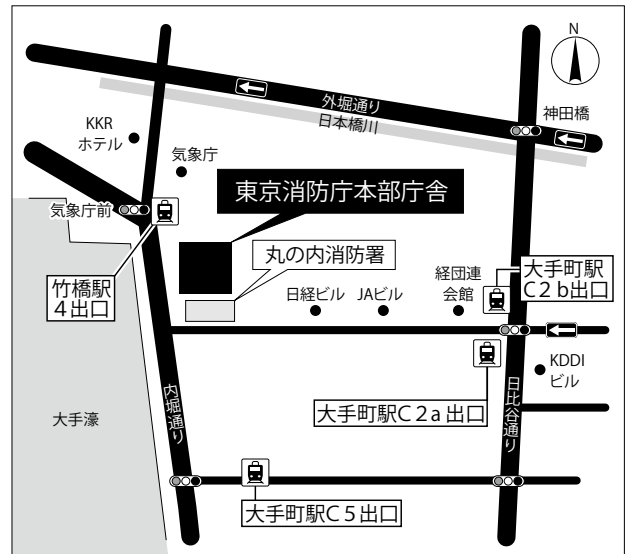 N
外堀通り
日本橋川
神田橋
KKR
ホテル
気象庁
東京消防庁本部庁舎
気象庁前
丸の内消防署
竹橋駅
4出口
日経ビル
JAビル
経団連
会館
大手町駅
C2b出口
KDDI
ビル
内堀通り
日比谷通り
大手町駅C2a出口
大手濠
大手町駅C5出口